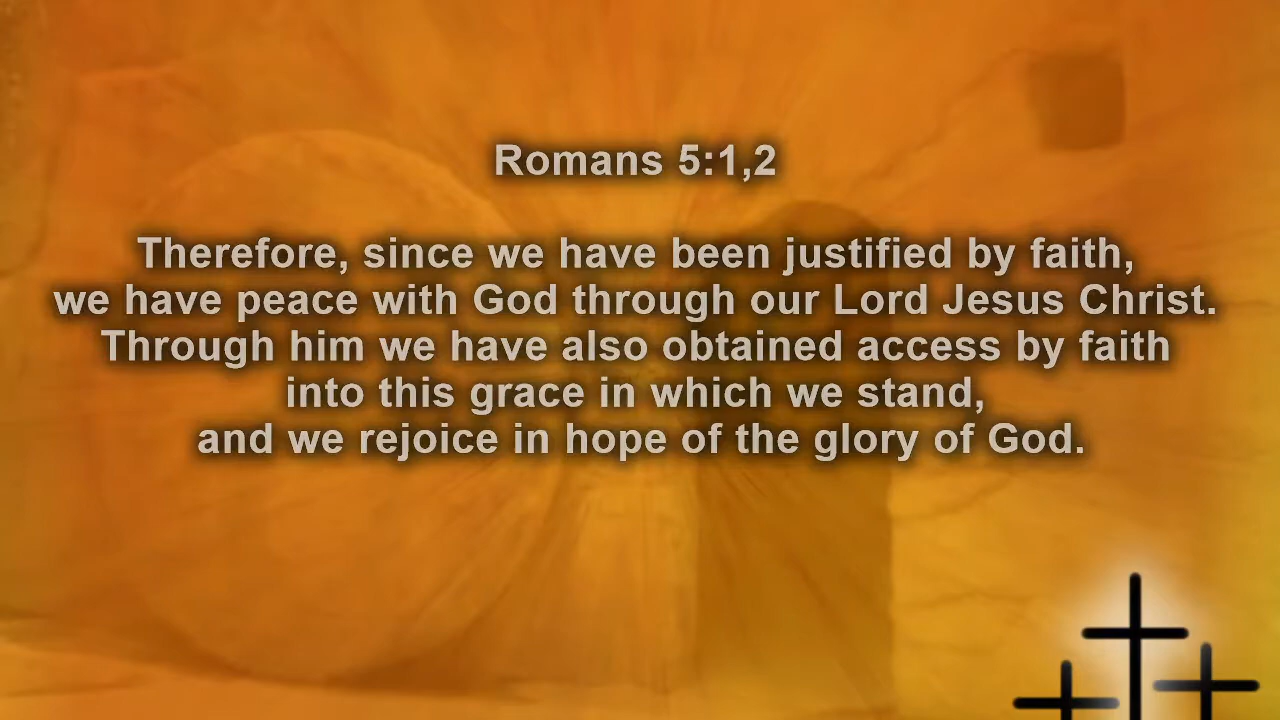 Romans 5:1,2
Therefore, since we have been justified by faith,
we have peace with God through our Lord Jesus Christ.
Through him we have also obtained access by faith
into this grace in which we stand,
and we rejoice in hope of the glory of God.